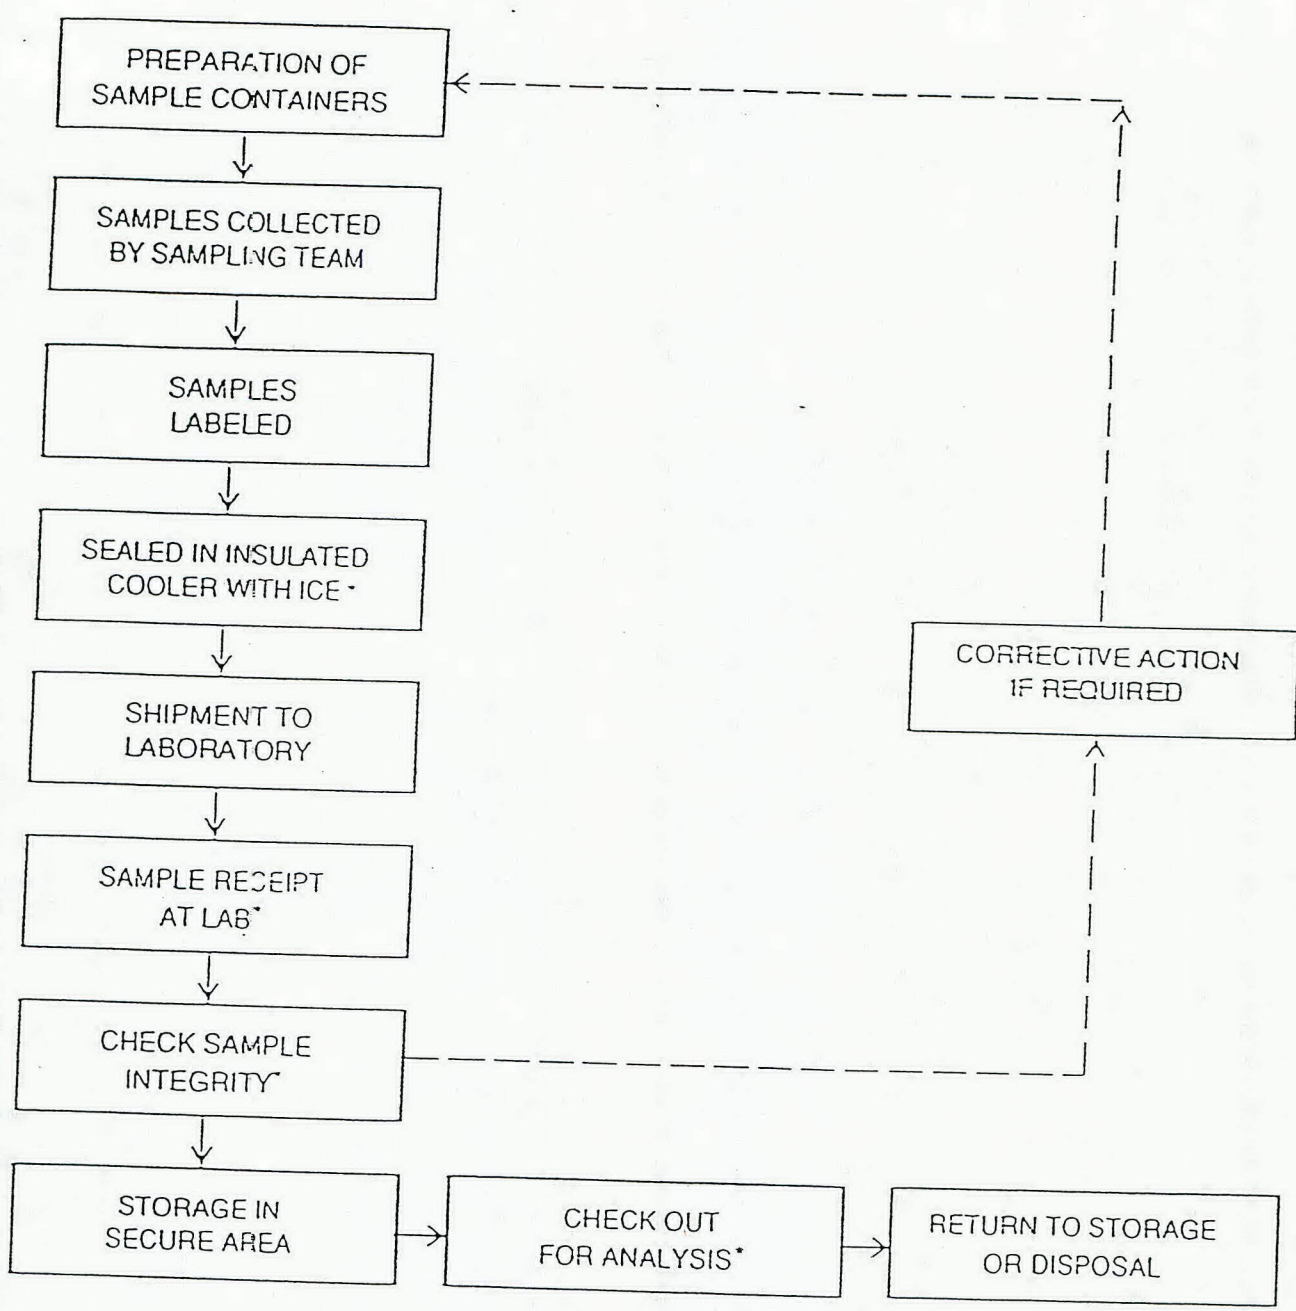 PREPARATION OF
SAMPLE CONTAINERS
SAMPLES COLLECTED
BY SAMPLING TEAM
SAMPLES
LABELED
SEALED IN INSULATED
COOLER WITH ICE*
SHIPMENT TO
LABORATORY
SAMPLE RECEIPT
AT LAB*
CHECK SAMPLE
INTEGRITY*
CORRECTIVE ACTION
IF REQUIRED
STORAGE IN
SECURE AREA
CHECK OUT
FOR ANALYSIS*
RETURN TO STORAGE
OR DISPOSAL